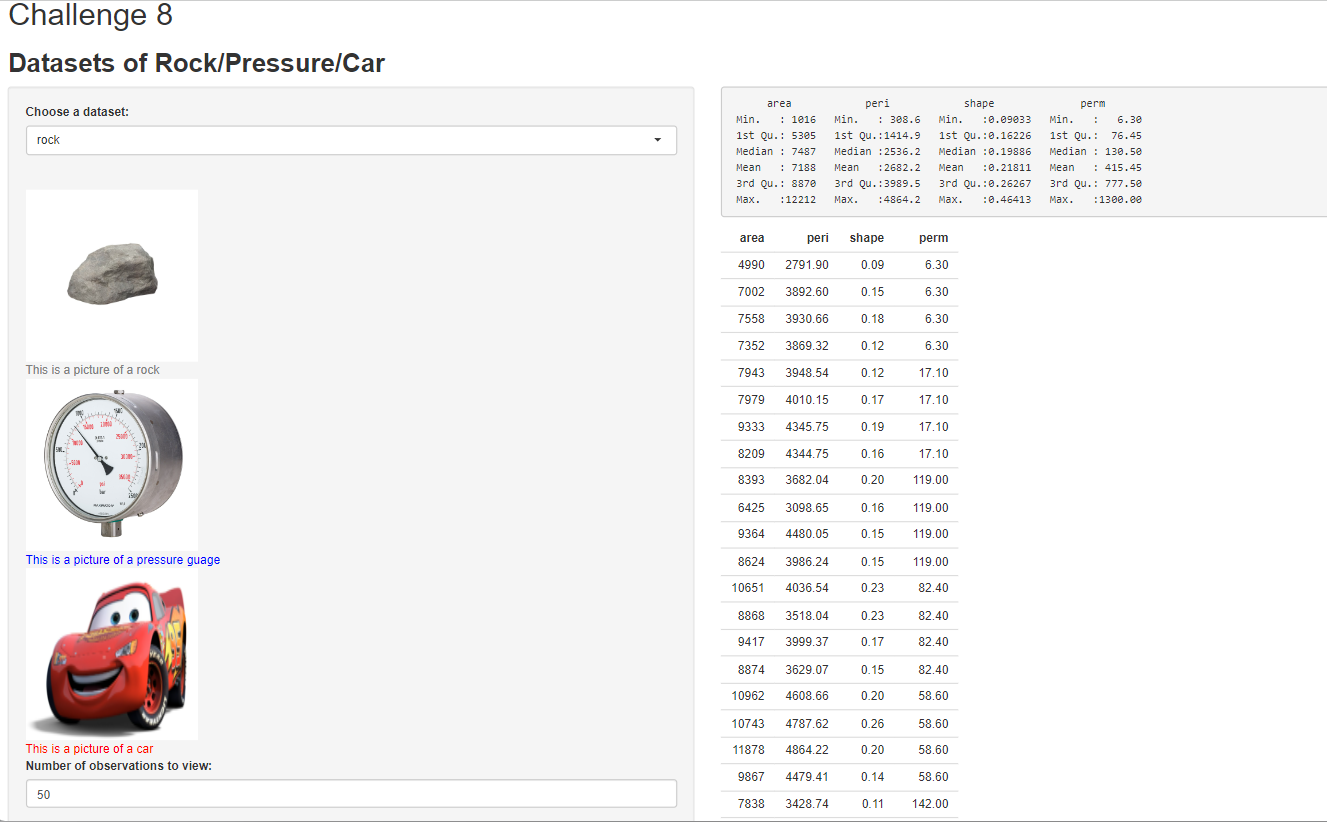 Challenge 8
Datasets of Rock/Pressure/Car
Choose a dataset:
rock
This is a picture of a rock
This is a picture of a pressure guage
This is a picture of a car
Number of observations to view:
50
area peri shape perm
Min. : 1016 Min. : 308.6 Min. :0.09033 Min. : 6.30
1st Qu.: 5305 1st Qu.:1414.9 1st Qu.:0.16226 1st Qu.: 76.45
Median : 7487 Median :2536.2 Median :0.19886 Median : 130.50
Mean : 7188 Mean :2682.2 Mean :0.21811 Mean : 415.45
3rd Qu.: 8870 3rd Qu.:3989.5 3rd Qu.:0.26267 3rd Qu.: 777.50
Max. :12212 Max. :4864.2 Max. :0.46413 Max. :1300.00
area peri shape perm
4990 2791.90 0.09 6.30
7002 3892.60 0.15 6.30
7558 3930.66 0.18 6.30
7352 3869.32 0.12 6.30
7943 3948.54 0.12 17.10
7979 4010.15 0.17 17.10
9333 4345.75 0.19 17.10
8209 4344.75 0.16 17.10
8393 3682.04 0.20 119.00
6425 3098.65 0.16 119.00
9364 4480.05 0.15 119.00
8624 3986.24 0.15 119.00
10651 4036.54 0.23 82.40
8868 3518.04 0.23 82.40
9417 3999.37 0.17 82.40
8874 3629.07 0.15 82.40
10962 4608.66 0.20 58.60
10743 4787.62 0.26 58.60
11878 4864.22 0.20 58.60
9867 4479.41 0.14 58.60
7838 3428.74 0.11 142.00